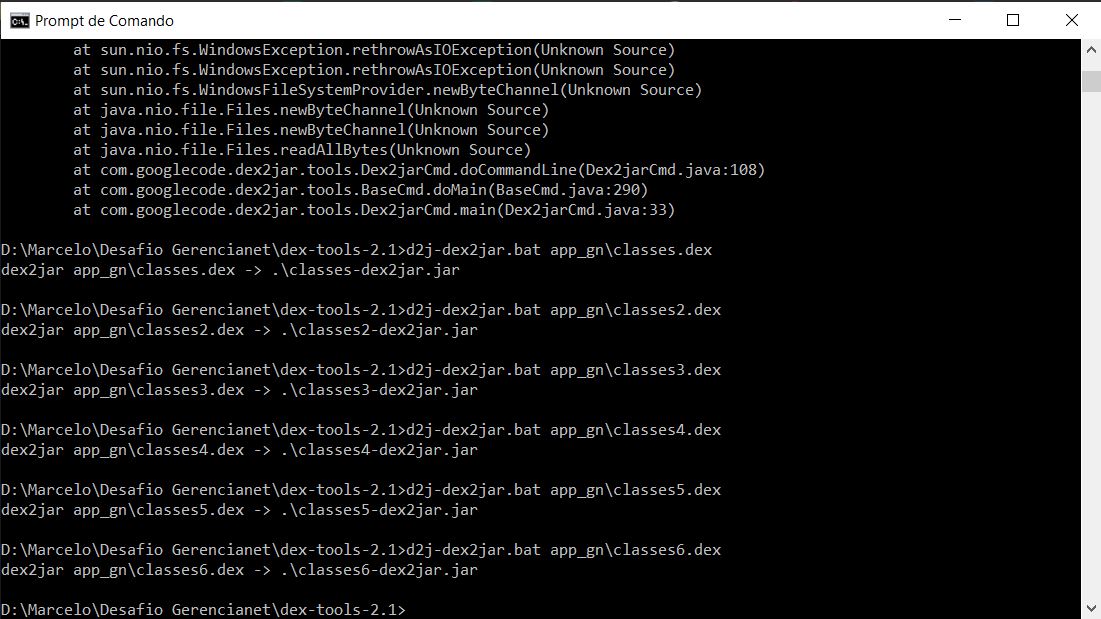 Prompt de Comando
at sun.nio.fs.WindowsException.rethrowAsIOException(Unknown Source)
at sun.nio.fs.WindowsException.rethrowAsIOException(Unknown Source)
at sun.nio.fs.WindowsFileSystemProvider.newByteChannel(Unknown Source)
at java.nio.file.Files.newByteChannel(Unknown Source)
at java.nio.file.Files.newByteChannel(Unknown Source)
at java.nio.file.Files.readAllBytes(Unknown Source)
at com.googlecode.dex2jar.tools.Dex2jarCmd.doCommandLine(Dex2jarCmd.java:108)
at com.googlecode.dex2jar.tools.BaseCmd.doMain(BaseCmd.java:290)
at com.googlecode.dex2jar.tools.Dex2jarCmd.main(Dex2jarCmd.java:33)
D:\Marcelo\Desafio Gerencianet\dex-tools-2.1>d2j-dex2jar.bat app_gn\classes.dex
dex2jar app_gn\classes.dex -> .\classes-dex2jar.jar
D:\Marcelo\Desafio Gerencianet\dex-tools-2.1>d2j-dex2jar.bat app_gn\classes2.dex
dex2jar app_gn\classes2.dex -> .\classes2-dex2jar.jar
D:\Marcelo\Desafio Gerencianet\dex-tools-2.1>d2j-dex2jar.bat app_gn\classes3.dex
dex2jar app_gn\classes3.dex -> .\classes3-dex2jar.jar
D:\Marcelo\Desafio Gerencianet\dex-tools-2.1>d2j-dex2jar.bat app_gn\classes4.dex
dex2jar app_gn\classes4.dex -> .\classes4-dex2jar.jar
D:\Marcelo\Desafio Gerencianet\dex-tools-2.1>d2j-dex2jar.bat app_gn\classes5.dex
dex2jar app_gn\classes5.dex -> .\classes5-dex2jar.jar
D:\Marcelo\Desafio Gerencianet\dex-tools-2.1>d2j-dex2jar.bat app_gn\classes6.dex
dex2jar app_gn\classes6.dex -> .\classes6-dex2jar.jar
D:\Marcelo\Desafio Gerencianet\dex-tools-2.1>